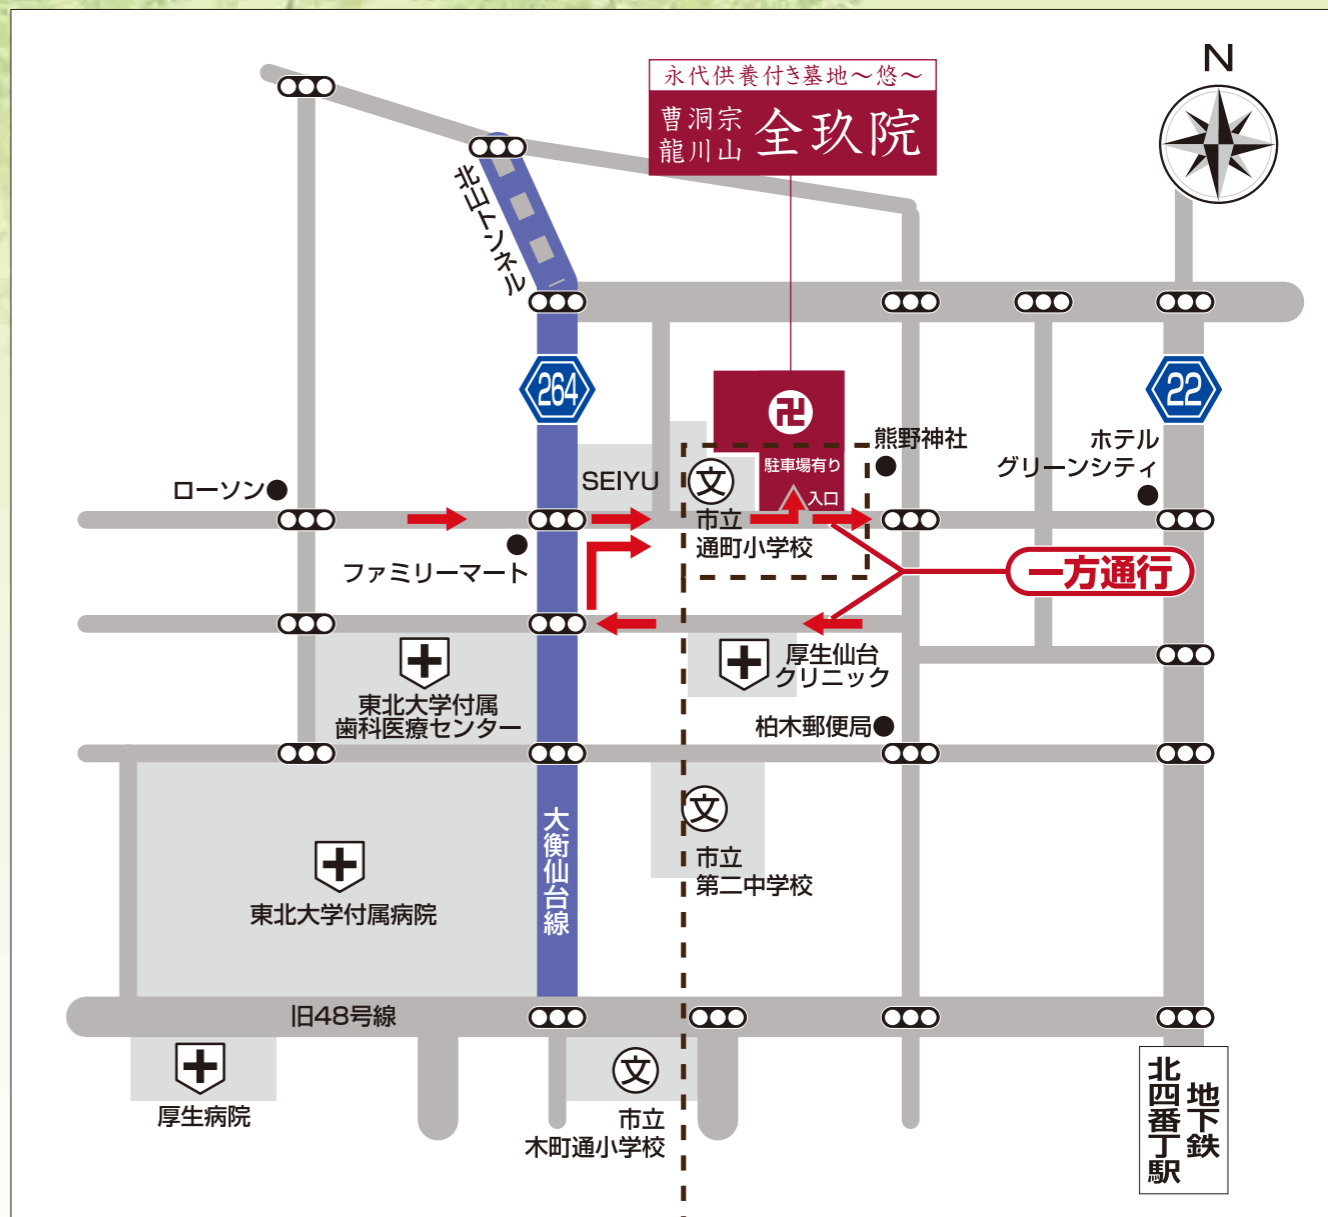 N
永代供養付き墓地～悠～
曹洞宗
龍川山
全玖院
北山トンネル
264
22
卍
熊野神社
ホテル
グリーンシティ
駐車場有り
入口
SEIYU
文
市立
通町小学校
ローソン
ファミリーマート
一方通行
厚生仙台
クリニック
東北大学付属
歯科医療センター
柏木郵便局
大衡仙台線
文
市立
第二中学校
東北大学付属病院
旧48号線
厚生病院
文
市立
木町通小学校
地下鉄
北四番丁駅